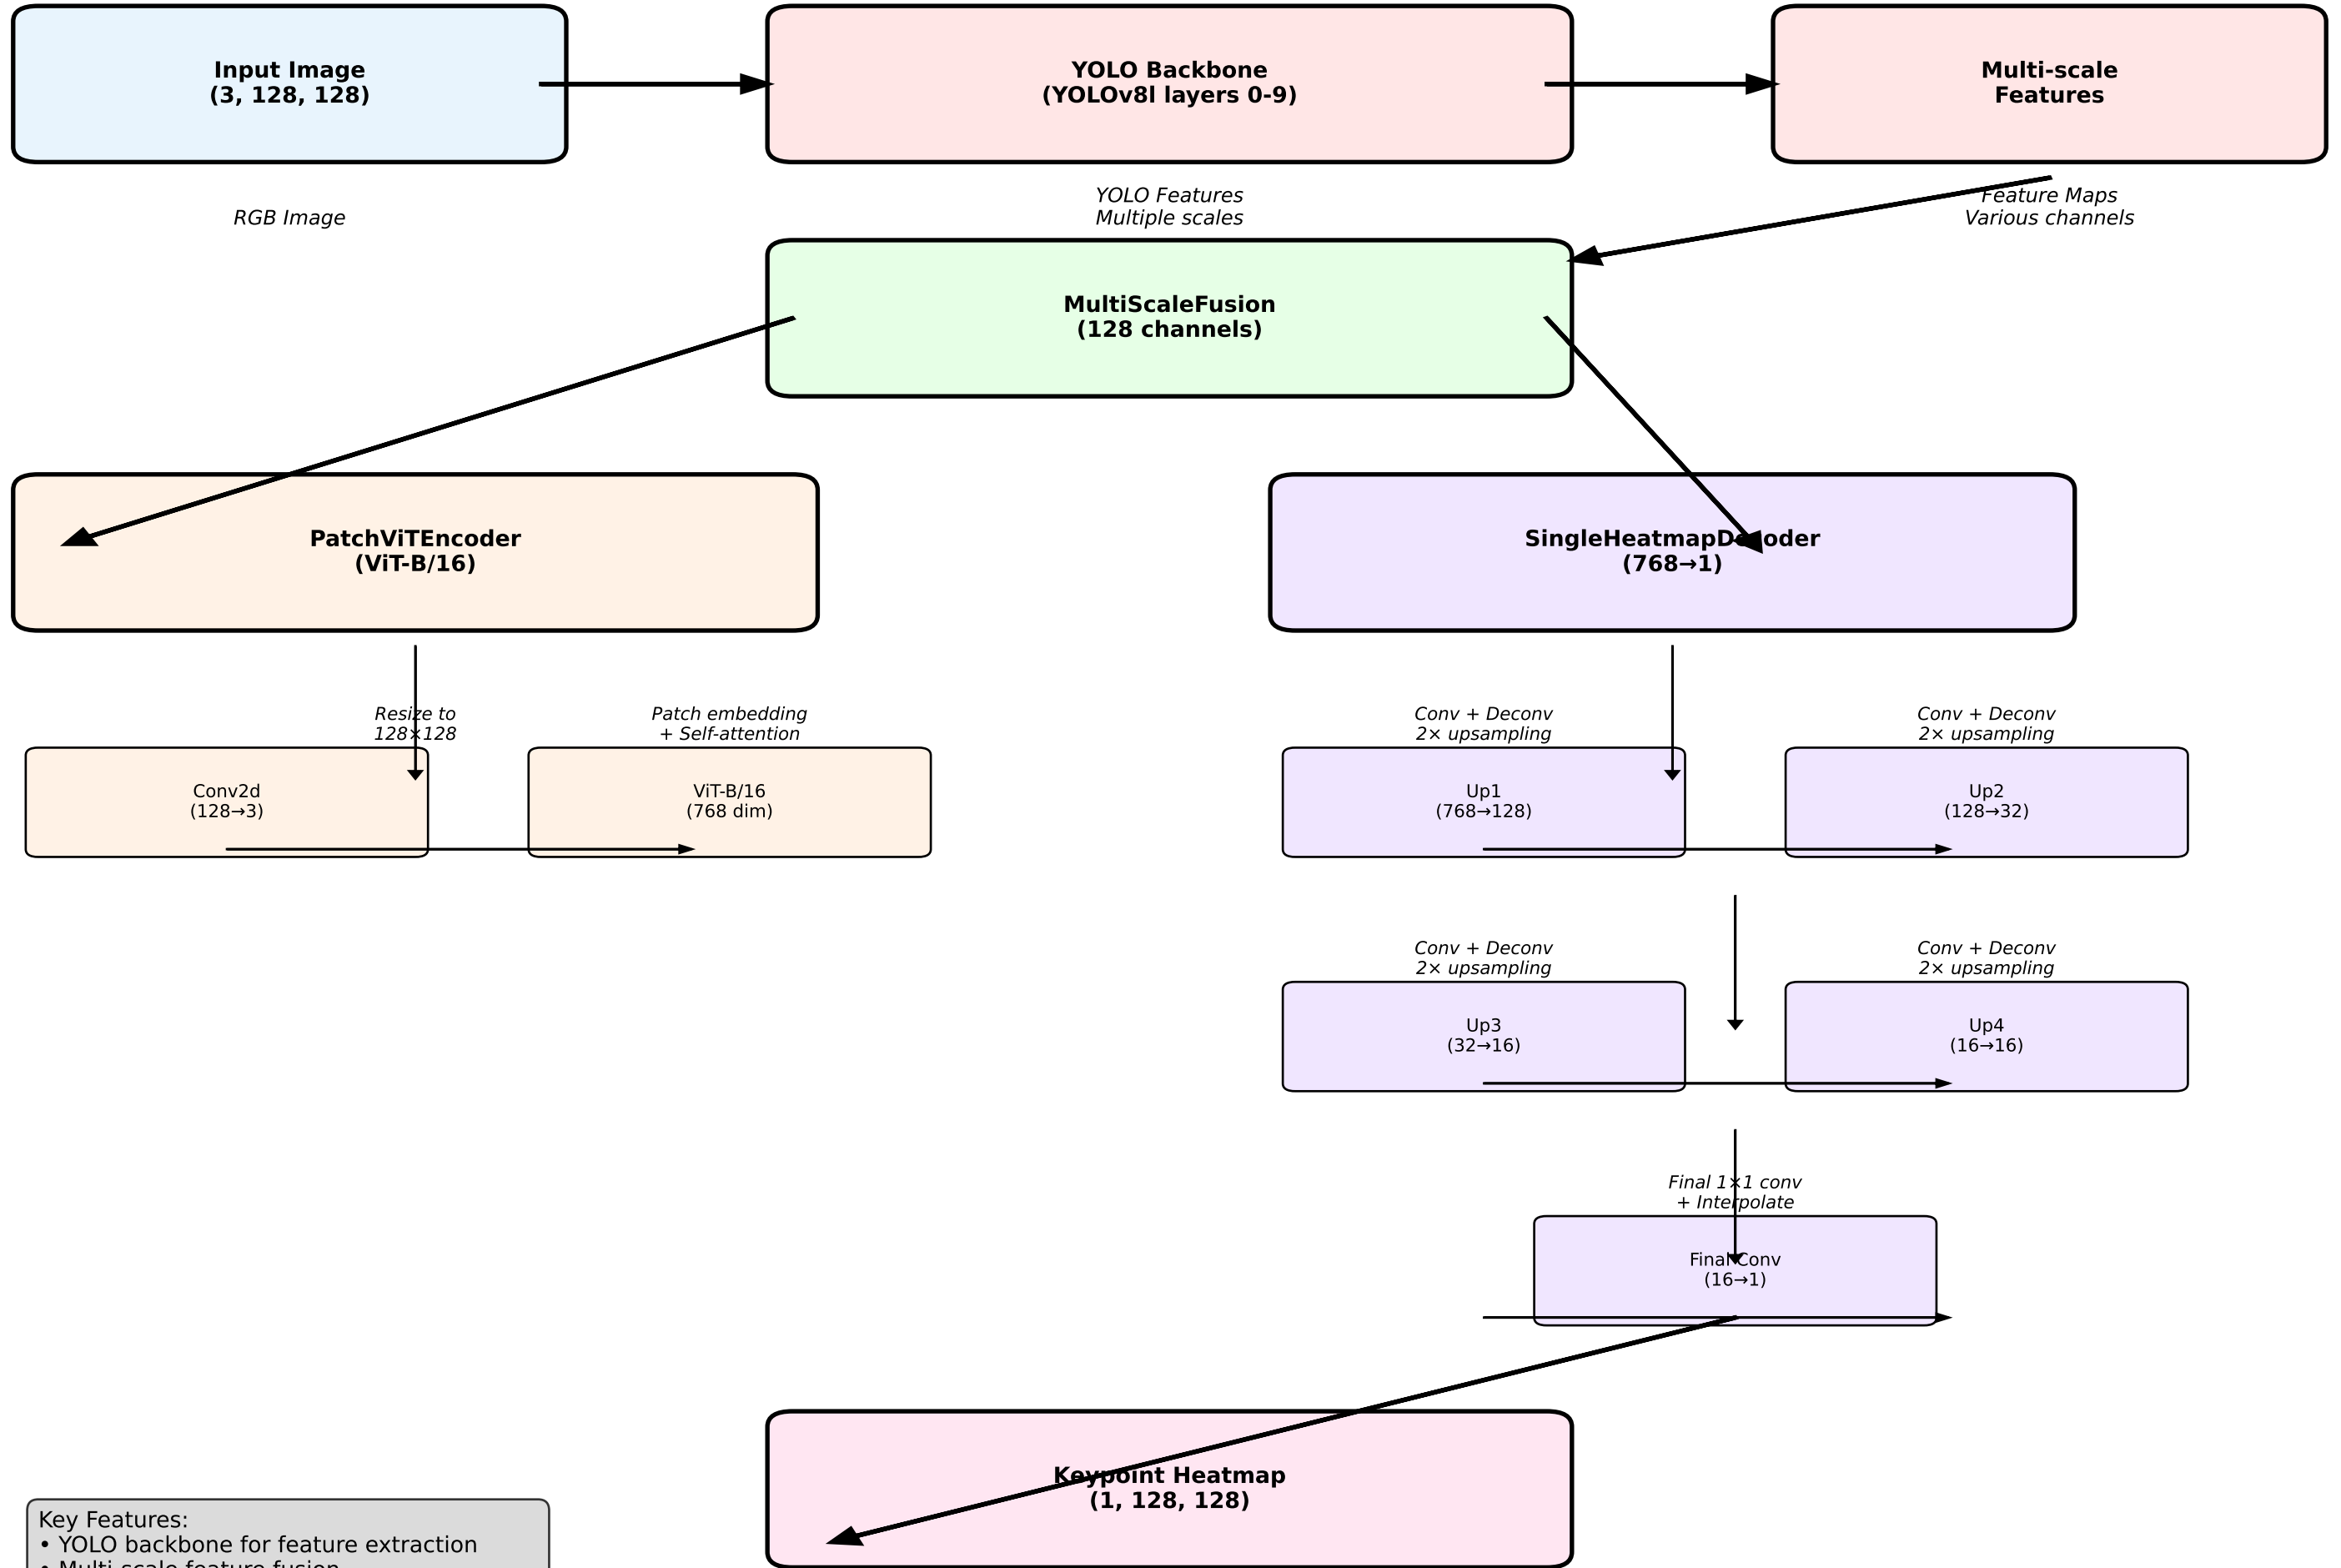 Input Image
(3, 128, 128)
YOLO Backbone
(YOLOv8l layers 0-9)
Multi-scale
Features
RGB Image
YOLO Features
Multiple scales
Feature Maps
Various channels
MultiScaleFusion
(128 channels)
PatchViTEncoder
(ViT-B/16)
SingleHeatmapDecoder
(768→1)
Resize to
128×128
Patch embedding
+ Self-attention
Conv + Deconv
2× upsampling
Conv + Deconv
2× upsampling
Conv2d
(128→3)
ViT-B/16
(768 dim)
Up1
(768→128)
Up2
(128→32)
Conv + Deconv
2× upsampling
Conv + Deconv
2× upsampling
Up3
(32→16)
Up4
(16→16)
Final 1×1 conv
+ Interpolate
Final Conv
(16→1)
Keypoint Heatmap
(1, 128, 128)
Key Features:
• YOLO backbone for feature extraction
• Multi-scale feature fusion